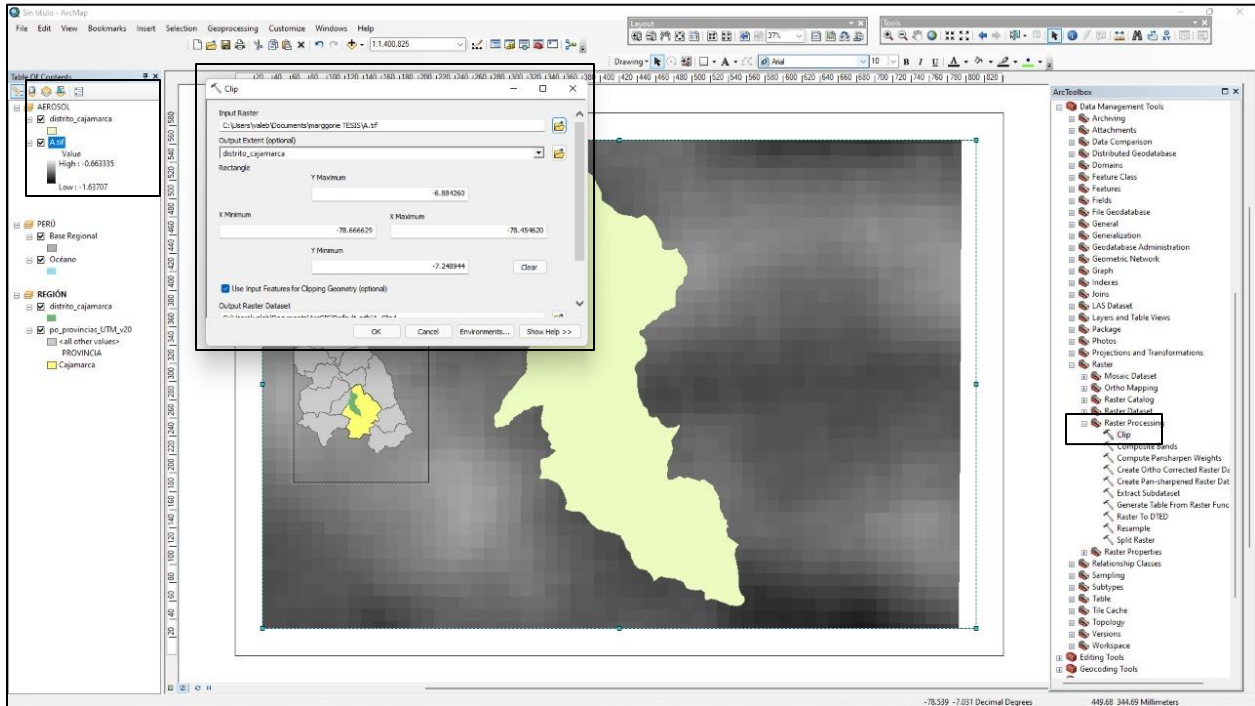 Sin título - ArcMap
File Edit View Bookmarks Insert Selection Geoprocessing Customize Windows Help
Layout
Tools
1:1,400,825
37%
Drawing
Arial
10
B I U A
Table Of Contents
AEROSOL
distrito_cajamarca
A.tif
Value
High : -0.663335
Low : -1.63707
PERÚ
Base Regional
Océano
REGIÓN
distrito_cajamarca
po_provincias_UTM_v20
<all other values>
PROVINCIA
Cajamarca
Clip
Input Raster
C:\Users\yaleb\Documents\marggorie TESIS\A.tif
Output Extent (optional)
distrito_cajamarca
Rectangle
Y Maximum
-6.884260
X Minimum
X Maximum
-78.666629
-78.454620
Y Minimum
-7.248944
Clear
Use Input Features for Clipping Geometry (optional)
Output Raster Dataset
OK Cancel Environments... Show Help >>
ArcToolbox
Data Management Tools
Archiving
Attachments
Data Comparison
Distributed Geodatabase
Domains
Feature Class
Features
Fields
File Geodatabase
General
Generalization
Geodatabase Administration
Geometric Network
Graph
Indexes
Joins
LAS Dataset
Layers and Table Views
Package
Photos
Projections and Transformations
Raster
Mosaic Dataset
Ortho Mapping
Raster Catalog
Raster Dataset
Raster Processing
Clip
Composite Bands
Compute Pansharpen Weights
Create Ortho Corrected Raster Da
Create Pan-sharpened Raster Dat
Extract Subdataset
Generate Table From Raster Func
Raster To DTED
Resample
Split Raster
Raster Properties
Relationship Classes
Sampling
Subtypes
Table
Tile Cache
Topology
Versions
Workspace
Editing Tools
Geocoding Tools
-78.539 -7.031 Decimal Degrees
449.68 344.69 Millimeters